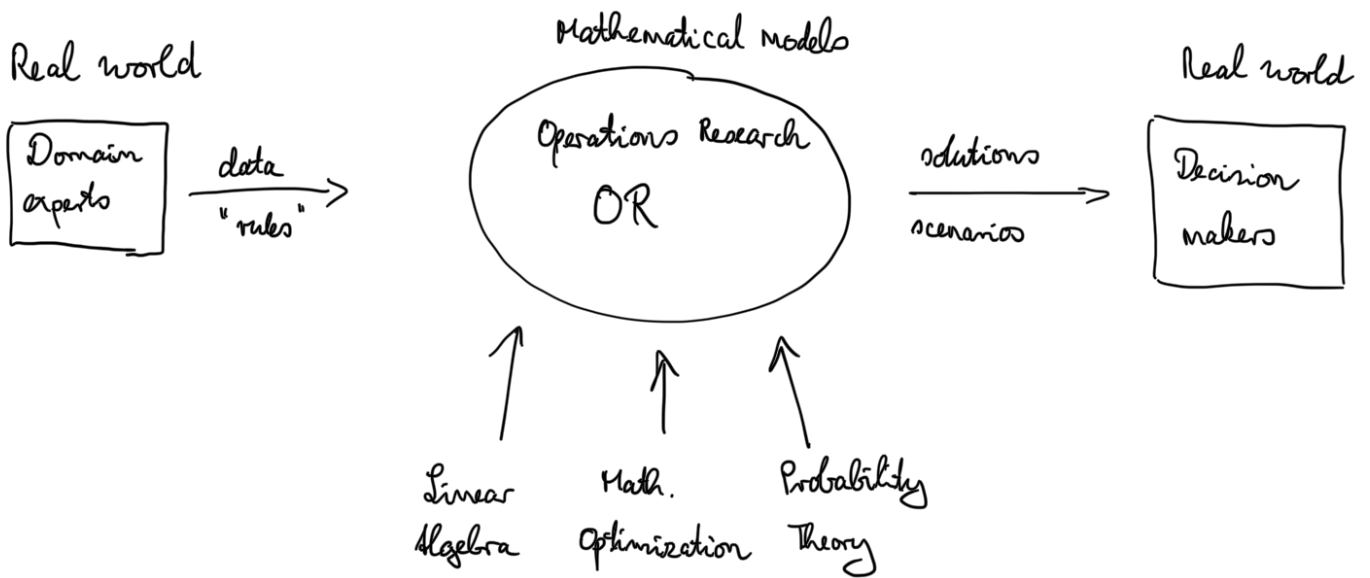 Mathematical Models
Real world
Real world
Domain
experts
data
"rules"
Operations Research
OR
solutions
scenarios
Decision
makers
Linear
Algebra
Math.
Optimization
Probability
Theory